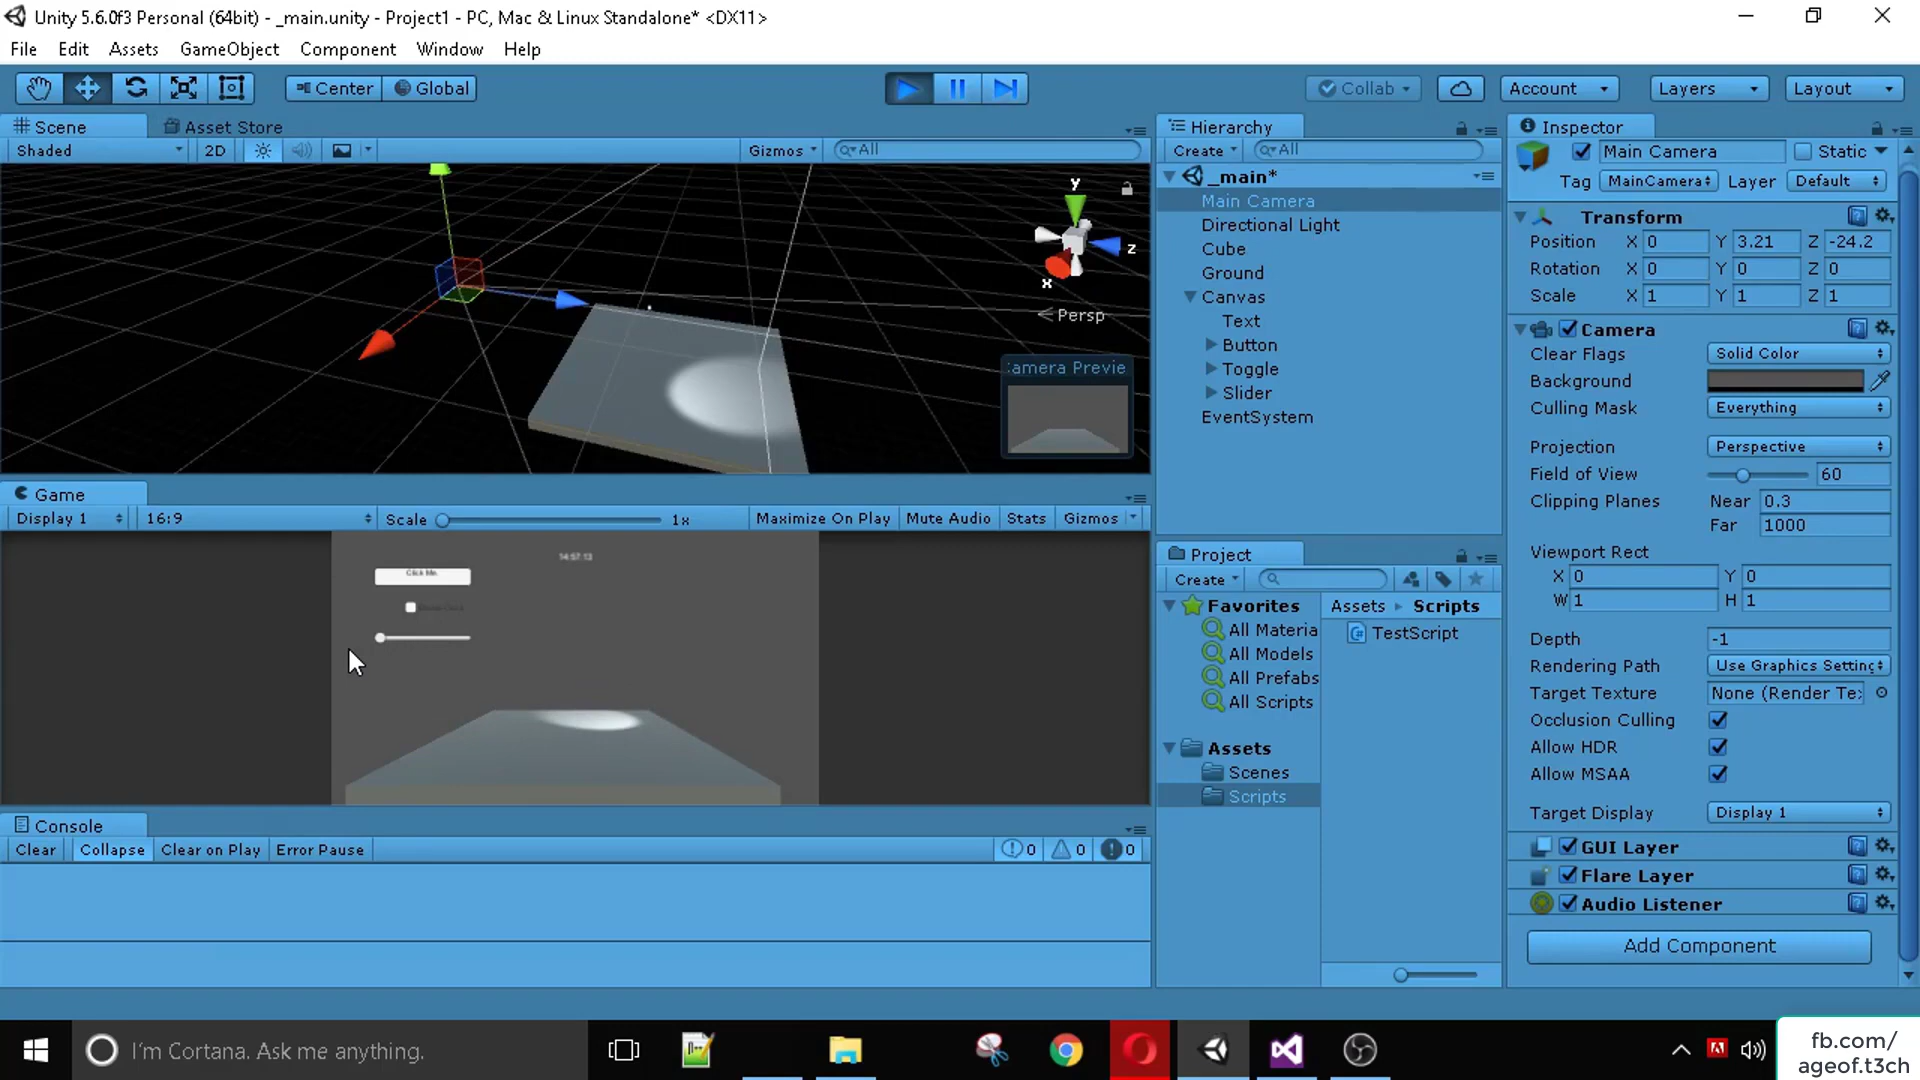 Unity 5.6.0f3 Personal (64bit) - _main.unity - Project1 - PC, Mac & Linux Standalone* <DX11>
File Edit Assets GameObject Component Window Help
Center Global
Collab Account Layers Layout
Scene Asset Store
Shaded 2D Gizmos All
y
z
x
Persp
amera Previe
Game
Display 1 16:9 Scale 1x Maximize On Play Mute Audio Stats Gizmos
14:57:13
Click Me.
Console
Clear Collapse Clear on Play Error Pause 0 0 0
Hierarchy
Create All
_main*
Main Camera
Directional Light
Cube
Ground
Canvas
Text
Button
Toggle
Slider
EventSystem
Project
Create
Favorites
All Materia
All Models
All Prefabs
All Scripts
Assets
Scenes
Scripts
Assets Scripts
TestScript
Inspector
Main Camera Static
Tag MainCamera Layer Default
Transform
Position X 0 Y 3.21 Z -24.2
Rotation X 0 Y 0 Z 0
Scale X 1 Y 1 Z 1
Camera
Clear Flags Solid Color
Background
Culling Mask Everything
Projection Perspective
Field of View 60
Clipping Planes Near 0.3
Far 1000
Viewport Rect
X 0 Y 0
W 1 H 1
Depth -1
Rendering Path Use Graphics Setting
Target Texture None (Render Te
Occlusion Culling
Allow HDR
Allow MSAA
Target Display Display 1
GUI Layer
Flare Layer
Audio Listener
Add Component
I'm Cortana. Ask me anything.
fb.com/
ageof.t3ch